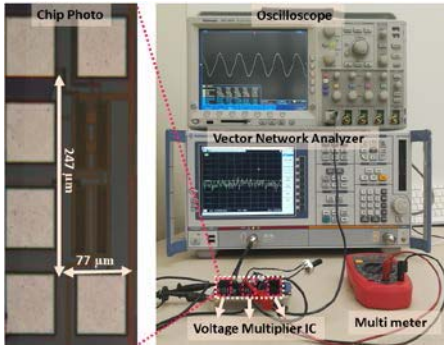 Chip Photo
Oscilloscope
247 µm
Vector Network Analyzer
77 µm
Voltage Multiplier IC
Multi meter